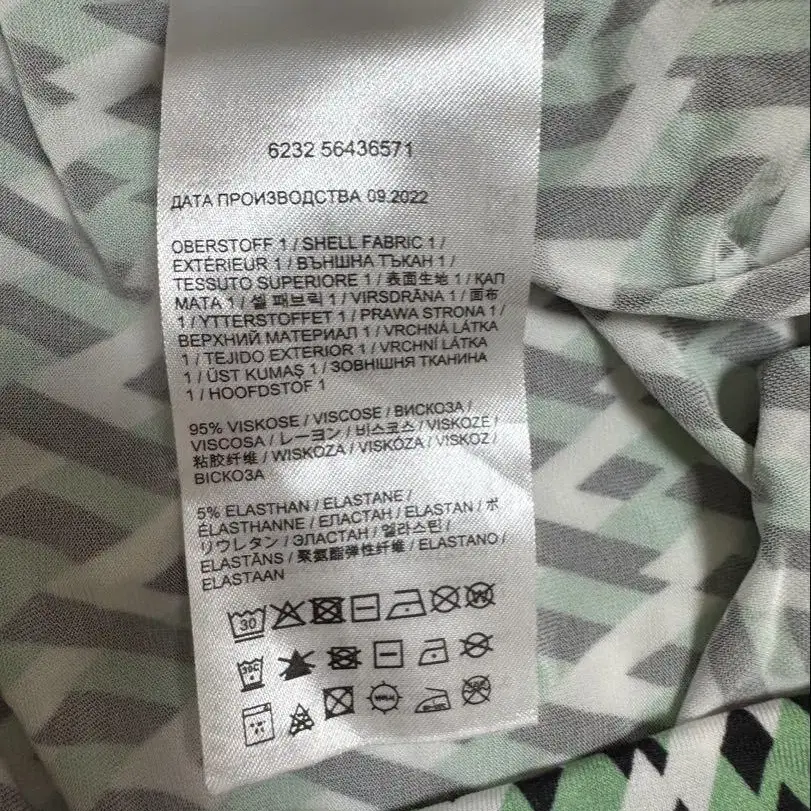 6232 56436571
ДАТА ПРОИЗВОДСТВА 09.2022
OBERSTOFF 1 / SHELL FABRIC 1 /
EXTÉRIEUR 1 / ВЪНШНА ТЪКАН 1 /
TESSUTO SUPERIORE 1 / 表面生地 1 / ҚАП
МАТА 1 / 셸 패브릭 1 / VIRSDRĀNA 1 / 面布
1 / YTTERSTOFFET 1 / PRAWA STRONA 1 /
ВЕРХНИЙ МАТЕРИАЛ 1 / VRCHNÁ LÁTKA
1 / TEJIDO EXTERIOR 1 / VRCHNÍ LÁTKA
1 / ÜST KUMAŞ 1 / ЗОВНІШНЯ ТКАНИНА
1 / HOOFDSTOF 1
95% VISKOSE / VISCOSE / ВИСКОЗА /
VISCOSA / レーヨン / 비스코스 / VISKOZE /
粘胶纤维 / WISKOZA / VISKÓZA / VISKOZ /
ВІСКОЗА
5% ELASTHAN / ELASTANE /
ÉLASTHANNE / ЕЛАСТАН / ELASTAN / ポ
リウレタン / ЭЛАСТАН / 엘라스틴 /
ELASTĀNS / 聚氨酯弹性纤维 / ELASTANO /
ELASTAAN
30 W
30C